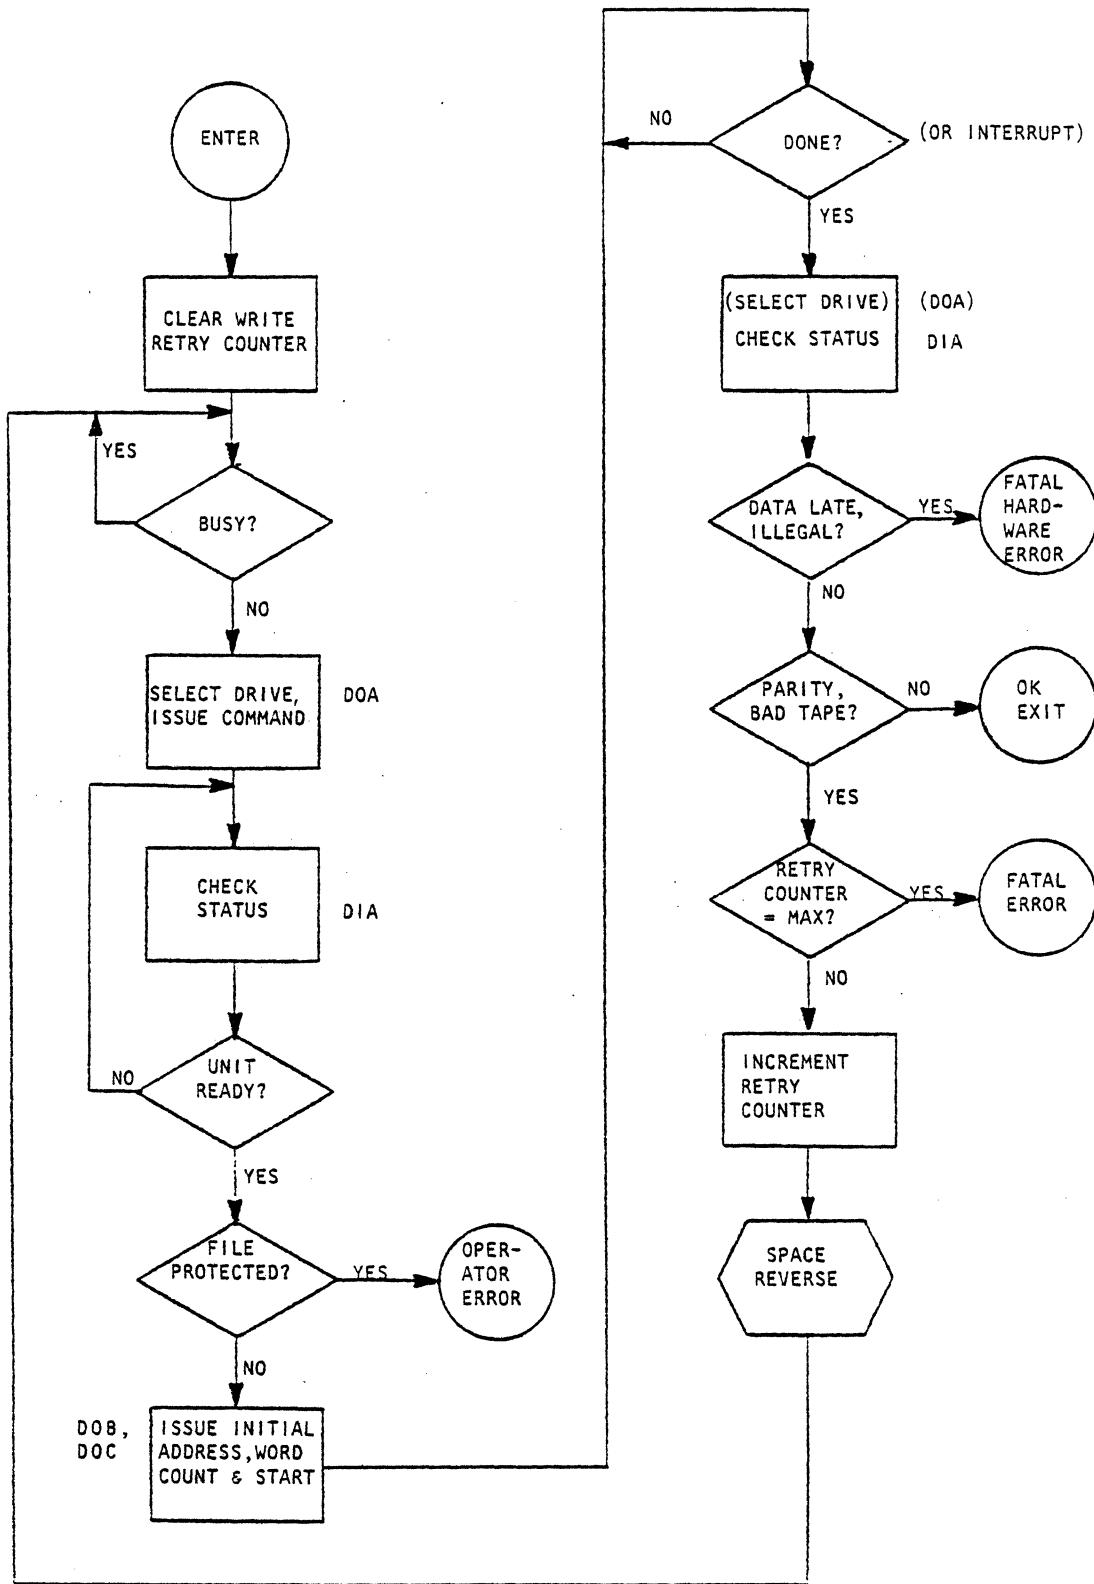 ENTER
CLEAR WRITE
RETRY COUNTER
YES
BUSY?
NO
SELECT DRIVE,
ISSUE COMMAND
DOA
CHECK
STATUS
DIA
UNIT
READY?
NO
YES
FILE
PROTECTED?
YES
OPER-
ATOR
ERROR
NO
DOB,
DOC
ISSUE INITIAL
ADDRESS,WORD
COUNT & START
NO
DONE?
(OR INTERRUPT)
YES
(SELECT DRIVE)
(DOA)
CHECK STATUS
DIA
DATA LATE,
ILLEGAL?
YES
FATAL
HARD-
WARE
ERROR
NO
PARITY,
BAD TAPE?
NO
OK
EXIT
YES
RETRY
COUNTER
= MAX?
YES
FATAL
ERROR
NO
INCREMENT
RETRY
COUNTER
SPACE
REVERSE